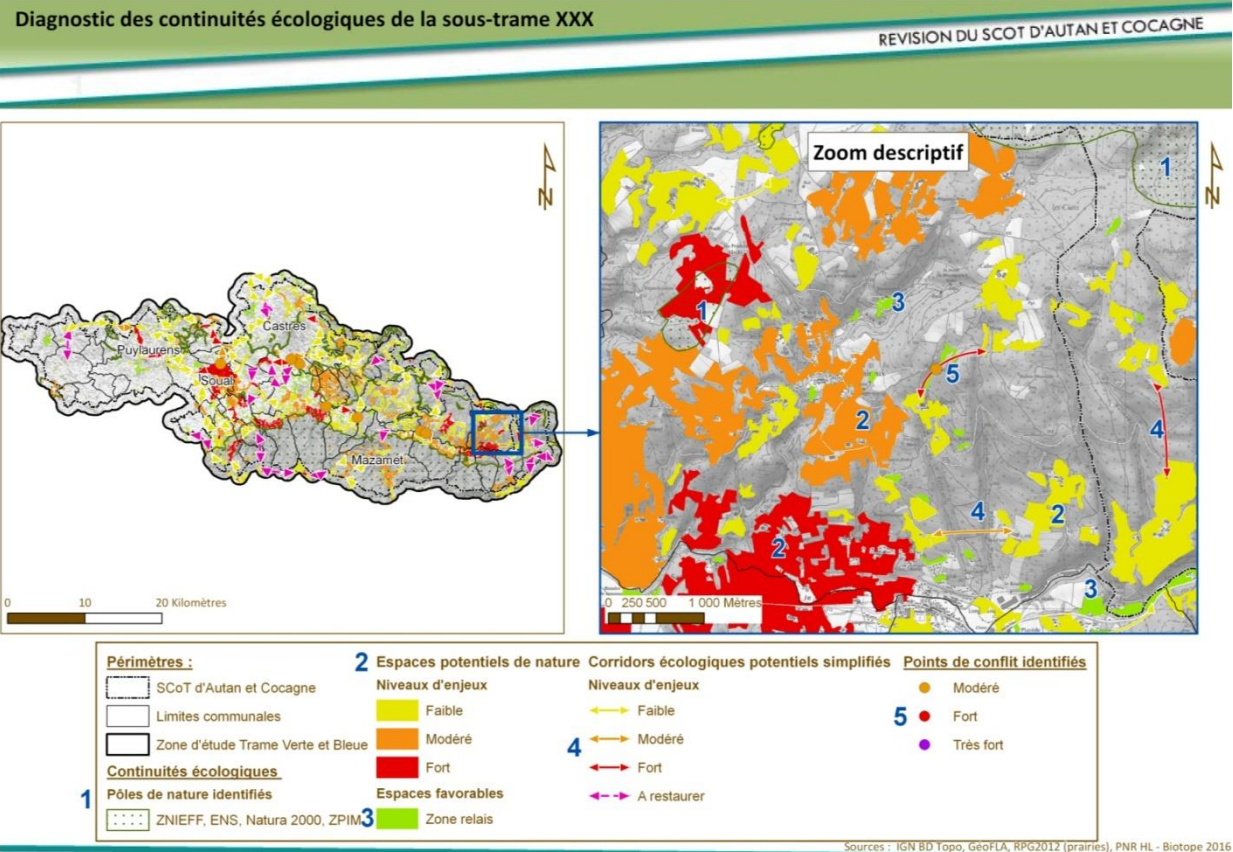 Diagnostic des continuités écologiques de la sous-trame XXX
REVISION DU SCOT D'AUTAN ET COCAGNE
N
Castres
Puylaurens
Soual
Mazamet
0 10 20 Kilomètres
Zoom descriptif
N
1
1
3
5
2
4
4
2
2
3
0 250 500 1 000 Mètres
Périmètres :
SCoT d'Autan et Cocagne
Limites communales
Zone d'étude Trame Verte et Bleue
Continuités écologiques
1 Pôles de nature identifiés
ZNIEFF, ENS, Natura 2000, ZPIM
2 Espaces potentiels de nature
Niveaux d'enjeux
Faible
Modéré
Fort
Espaces favorables
3 Zone relais
Corridors écologiques potentiels simplifiés
Niveaux d'enjeux
Faible
4 Modéré
Fort
A restaurer
Points de conflit identifiés
Modéré
5 Fort
Très fort
Sources : IGN BD Topo, GéoFLA, RPG2012 (prairies), PNR HL - Biotope 2016